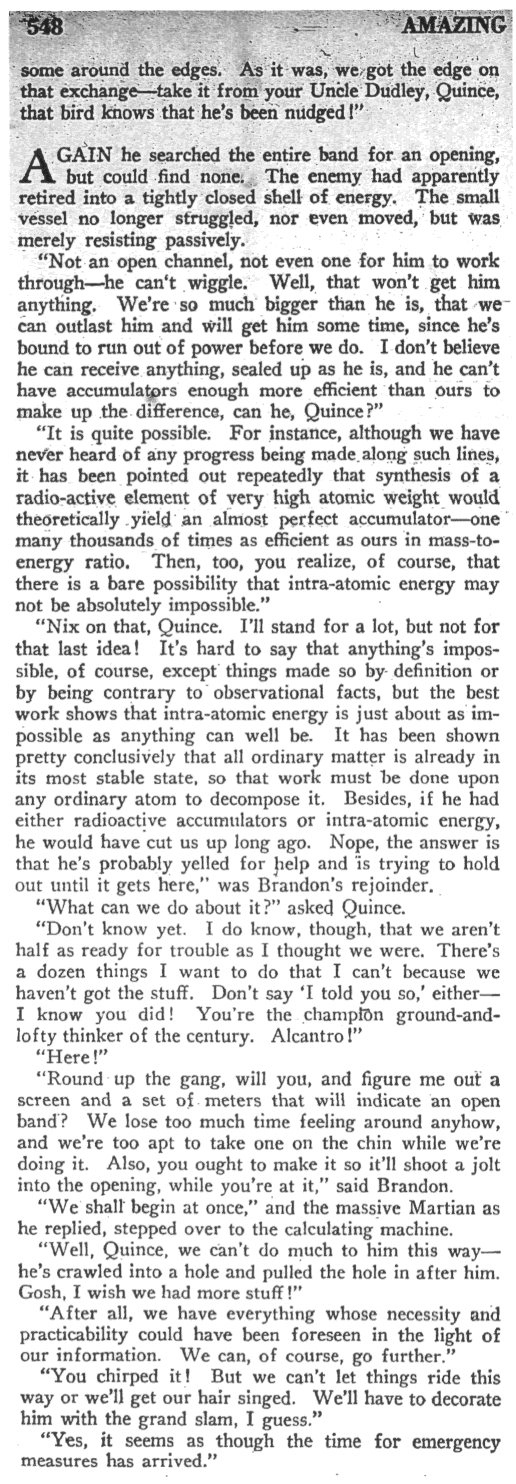 548 AMAZING
some around the edges. As it was, we got the edge on
that exchange—take it from your Uncle Dudley, Quince,
that bird knows that he's been nudged!"
AGAIN he searched the entire band for an opening,
but could find none. The enemy had apparently
retired into a tightly closed shell of energy. The small
vessel no longer struggled, nor even moved, but was
merely resisting passively.
"Not an open channel, not even one for him to work
through—he can't wiggle. Well, that won't get him
anything. We're so much bigger than he is, that we
can outlast him and will get him some time, since he's
bound to run out of power before we do. I don't believe
he can receive anything, sealed up as he is, and he can't
have accumulators enough more efficient than ours to
make up the difference, can he, Quince?"
"It is quite possible. For instance, although we have
never heard of any progress being made along such lines,
it has been pointed out repeatedly that synthesis of a
radio-active element of very high atomic weight would
theoretically yield an almost perfect accumulator—one
many thousands of times as efficient as ours in mass-to-
energy ratio. Then, too, you realize, of course, that
there is a bare possibility that intra-atomic energy may
not be absolutely impossible."
"Nix on that, Quince. I'll stand for a lot, but not for
that last idea! It's hard to say that anything's impos-
sible, of course, except things made so by definition or
by being contrary to observational facts, but the best
work shows that intra-atomic energy is just about as im-
possible as anything can well be. It has been shown
pretty conclusively that all ordinary matter is already in
its most stable state, so that work must be done upon
any ordinary atom to decompose it. Besides, if he had
either radioactive accumulators or intra-atomic energy,
he would have cut us up long ago. Nope, the answer is
that he's probably yelled for help and is trying to hold
out until it gets here," was Brandon's rejoinder.
"What can we do about it?" asked Quince.
"Don't know yet. I do know, though, that we aren't
half as ready for trouble as I thought we were. There's
a dozen things I want to do that I can't because we
haven't got the stuff. Don't say 'I told you so,' either—
I know you did! You're the champion ground-and-
lofty thinker of the century. Alcantro!"
"Here!"
"Round up the gang, will you, and figure me out a
screen and a set of meters that will indicate an open
band? We lose too much time feeling around anyhow,
and we're too apt to take one on the chin while we're
doing it. Also, you ought to make it so it'll shoot a jolt
into the opening, while you're at it," said Brandon.
"We shall begin at once," and the massive Martian as
he replied, stepped over to the calculating machine.
"Well, Quince, we can't do much to him this way—
he's crawled into a hole and pulled the hole in after him.
Gosh, I wish we had more stuff!"
"After all, we have everything whose necessity and
practicability could have been foreseen in the light of
our information. We can, of course, go further."
"You chirped it! But we can't let things ride this
way or we'll get our hair singed. We'll have to decorate
him with the grand slam, I guess."
"Yes, it seems as though the time for emergency
measures has arrived."